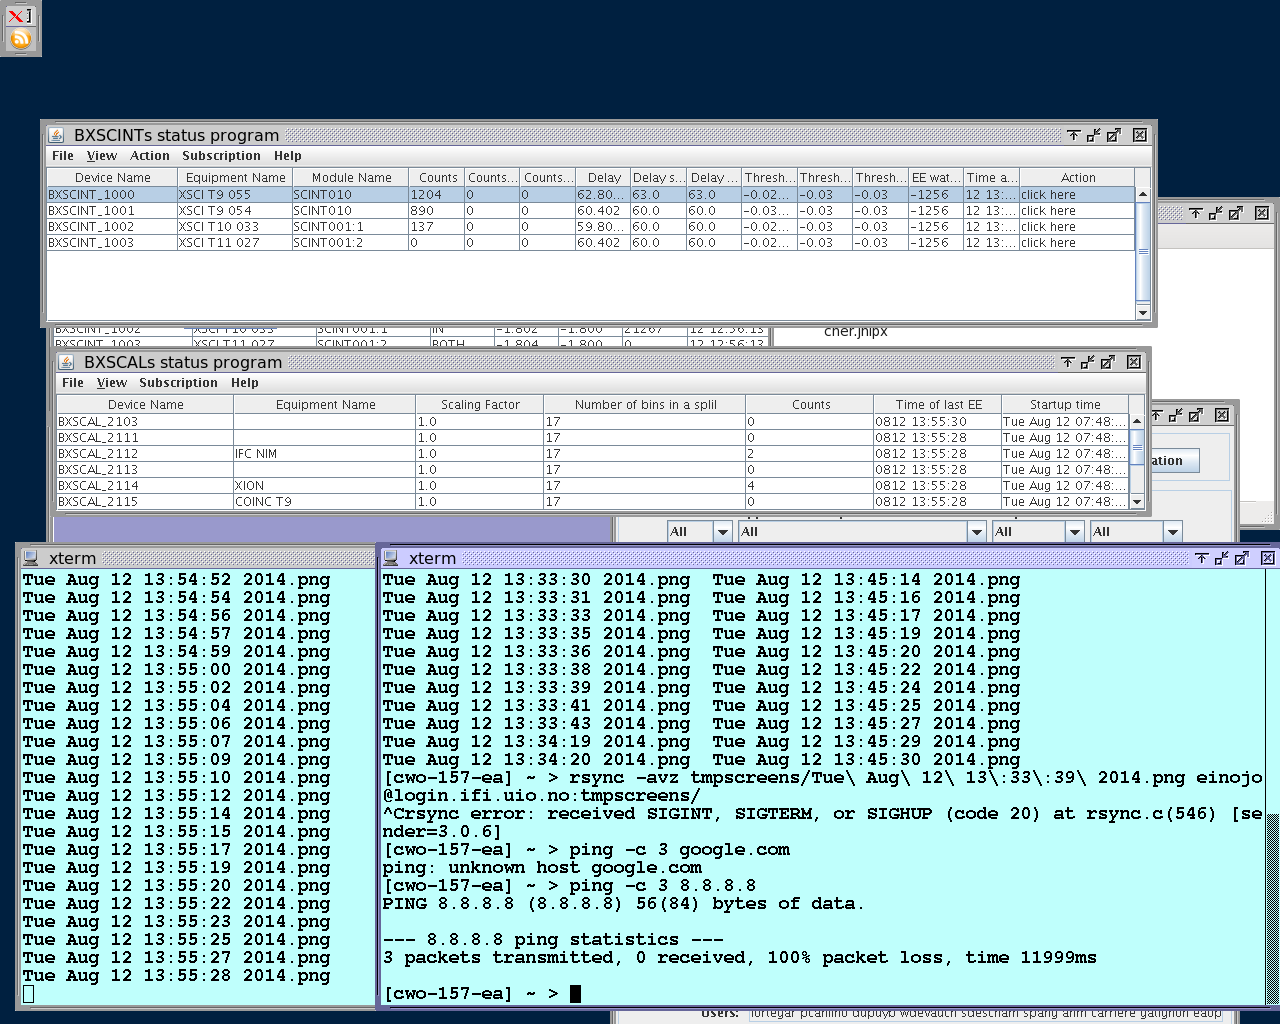 BXSCINTs status program
File View Action Subscription Help
Device Name Equipment Name Module Name Counts Counts... Counts... Delay Delay s... Delay ... Thresh... Thresh... Thresh... EE wat... Time a... Action
BXSCINT_1000 XSCI T9 055 SCINT010 1204 0 0 62.80... 63.0 63.0 -0.02... -0.03 -0.03 -1256 12 13:... click here
BXSCINT_1001 XSCI T9 054 SCINT010 890 0 0 60.402 60.0 60.0 -0.03... -0.03 -0.03 -1256 12 13:... click here
BXSCINT_1002 XSCI T10 033 SCINT001:1 137 0 0 59.80... 60.0 60.0 -0.02... -0.03 -0.03 -1256 12 13:... click here
BXSCINT_1003 XSCI T11 027 SCINT001:2 0 0 0 60.402 60.0 60.0 -0.02... -0.03 -0.03 -1256 12 13:... click here
BXSCINT_1002 XSCI T10 033 SCINT001:1 IN -1.802 -1.800 21267 12 12:56:13
cher.jnlpx
BXSCINT_1003 XSCI T11 027 SCINT001:2 BOTH -1.804 -1.800 0 12 12:56:13
BXSCALs status program
File View Subscription Help
Device Name Equipment Name Scaling Factor Number of bins in a splil Counts Time of last EE Startup time
BXSCAL_2103 1.0 17 0 0812 13:55:30 Tue Aug 12 07:48:...
BXSCAL_2111 1.0 17 0 0812 13:55:28 Tue Aug 12 07:48:...
BXSCAL_2112 IFC NIM 1.0 17 2 0812 13:55:28 Tue Aug 12 07:48:...
BXSCAL_2113 1.0 17 0 0812 13:55:28 Tue Aug 12 07:48:...
BXSCAL_2114 XION 1.0 17 4 0812 13:55:28 Tue Aug 12 07:48:...
BXSCAL_2115 COINC T9 1.0 17 0 0812 13:55:28 Tue Aug 12 07:48:...
ation
All All All All
xterm
Tue Aug 12 13:54:52 2014.png
Tue Aug 12 13:54:54 2014.png
Tue Aug 12 13:54:56 2014.png
Tue Aug 12 13:54:57 2014.png
Tue Aug 12 13:54:59 2014.png
Tue Aug 12 13:55:00 2014.png
Tue Aug 12 13:55:02 2014.png
Tue Aug 12 13:55:04 2014.png
Tue Aug 12 13:55:06 2014.png
Tue Aug 12 13:55:07 2014.png
Tue Aug 12 13:55:09 2014.png
Tue Aug 12 13:55:10 2014.png
Tue Aug 12 13:55:12 2014.png
Tue Aug 12 13:55:14 2014.png
Tue Aug 12 13:55:15 2014.png
Tue Aug 12 13:55:17 2014.png
Tue Aug 12 13:55:19 2014.png
Tue Aug 12 13:55:20 2014.png
Tue Aug 12 13:55:22 2014.png
Tue Aug 12 13:55:23 2014.png
Tue Aug 12 13:55:25 2014.png
Tue Aug 12 13:55:27 2014.png
Tue Aug 12 13:55:28 2014.png
xterm
Tue Aug 12 13:33:30 2014.png Tue Aug 12 13:45:14 2014.png
Tue Aug 12 13:33:31 2014.png Tue Aug 12 13:45:16 2014.png
Tue Aug 12 13:33:33 2014.png Tue Aug 12 13:45:17 2014.png
Tue Aug 12 13:33:35 2014.png Tue Aug 12 13:45:19 2014.png
Tue Aug 12 13:33:36 2014.png Tue Aug 12 13:45:20 2014.png
Tue Aug 12 13:33:38 2014.png Tue Aug 12 13:45:22 2014.png
Tue Aug 12 13:33:39 2014.png Tue Aug 12 13:45:24 2014.png
Tue Aug 12 13:33:41 2014.png Tue Aug 12 13:45:25 2014.png
Tue Aug 12 13:33:43 2014.png Tue Aug 12 13:45:27 2014.png
Tue Aug 12 13:34:19 2014.png Tue Aug 12 13:45:29 2014.png
Tue Aug 12 13:34:20 2014.png Tue Aug 12 13:45:30 2014.png
[cwo-157-ea] ~ > rsync -avz tmpscreens/Tue\ Aug\ 12\ 13\:33\:39\ 2014.png einojo
@login.ifi.uio.no:tmpscreens/
^Crsync error: received SIGINT, SIGTERM, or SIGHUP (code 20) at rsync.c(546) [se
nder=3.0.6]
[cwo-157-ea] ~ > ping -c 3 google.com
ping: unknown host google.com
[cwo-157-ea] ~ > ping -c 3 8.8.8.8
PING 8.8.8.8 (8.8.8.8) 56(84) bytes of data.
--- 8.8.8.8 ping statistics ---
3 packets transmitted, 0 received, 100% packet loss, time 11999ms
[cwo-157-ea] ~ >
Users: